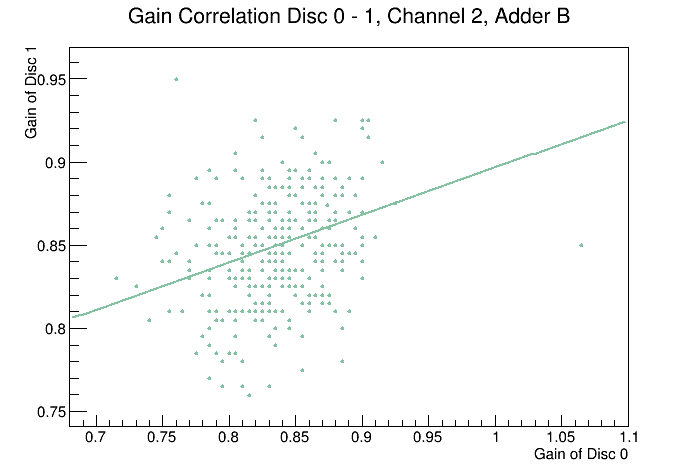 Gain Correlation Disc 0 - 1, Channel 2, Adder B
Gain of Disc 1
0.95
0.9
0.85
0.8
0.75
0.7 0.75 0.8 0.85 0.9 0.95 1 1.05 1.1
Gain of Disc 0